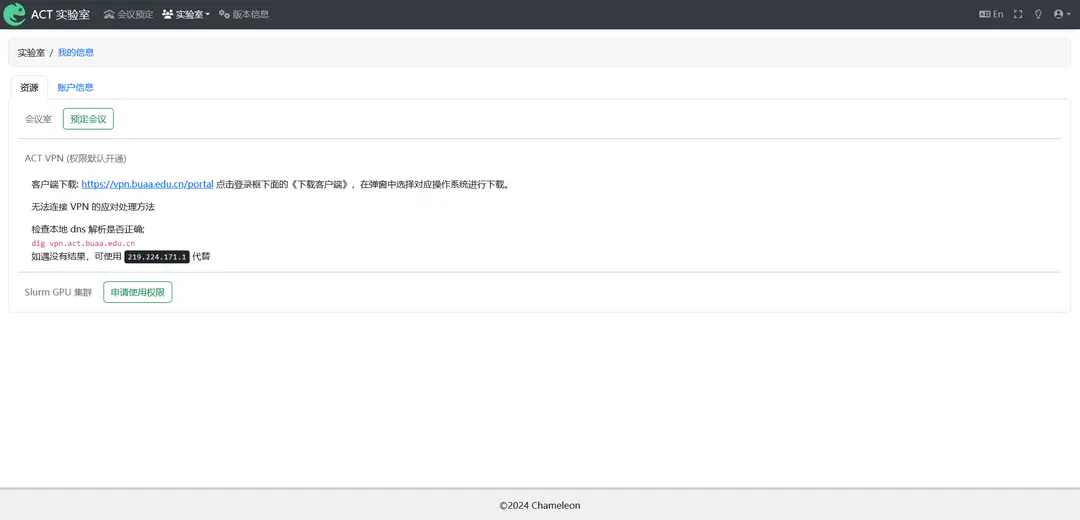 ACT 实验室 会议预定 实验室 版本信息 En
实验室 / 我的信息
资源 账户信息
会议室 预定会议
ACT VPN (权限默认开通)
客户端下载: https://vpn.buaa.edu.cn/portal 点击登录框下面的《下载客户端》，在弹窗中选择对应操作系统进行下载。
无法连接 VPN 的应对处理方法
检查本地 dns 解析是否正确;
dig vpn.act.buaa.edu.cn
如遇没有结果，可使用 219.224.171.1 代替
Slurm GPU 集群 申请使用权限
©2024 Chameleon